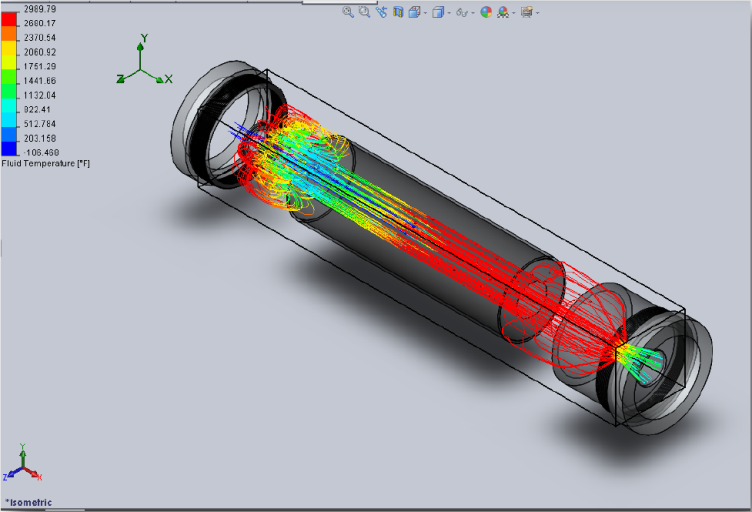 2989.79
2680.17
2370.54
2060.92
1751.29
1441.66
1132.04
822.41
512.784
203.158
-106.468
Fluid Temperature [°F]
Y
Z
X
Y
Z
X
*Isometric